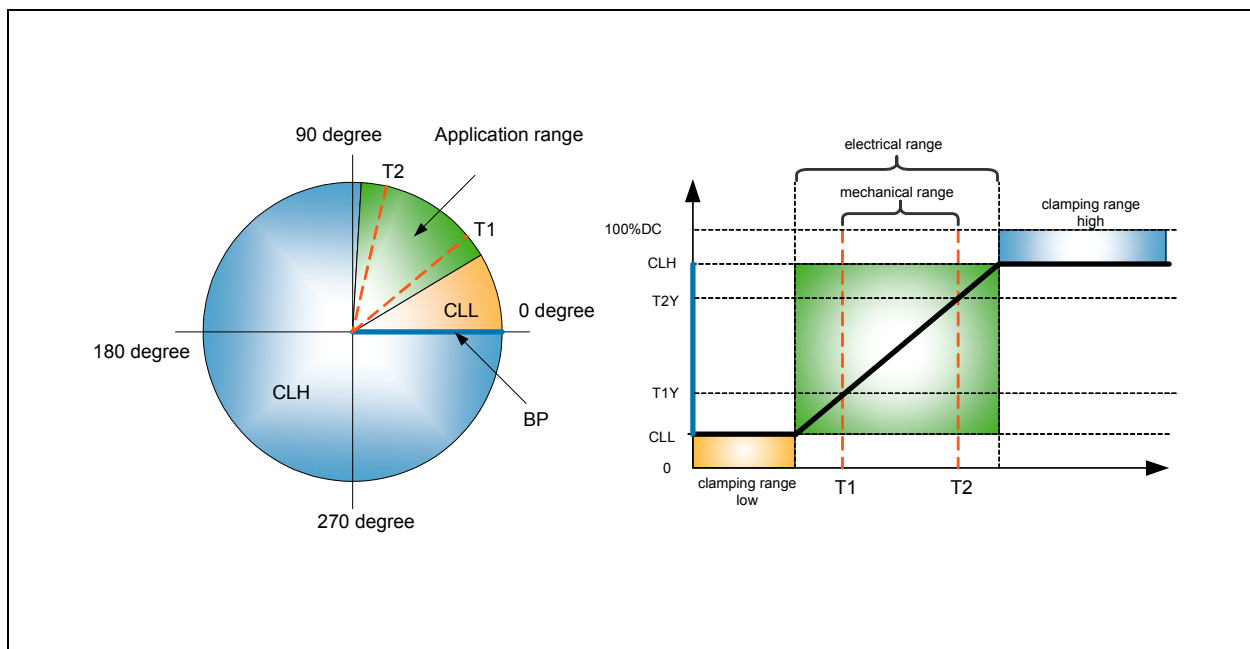 90 degree
Application range
T2
T1
CLL
0 degree
180 degree
CLH
BP
270 degree
electrical range
mechanical range
clamping range
high
100%DC
CLH
T2Y
T1Y
CLL
0
clamping range
low
T1
T2